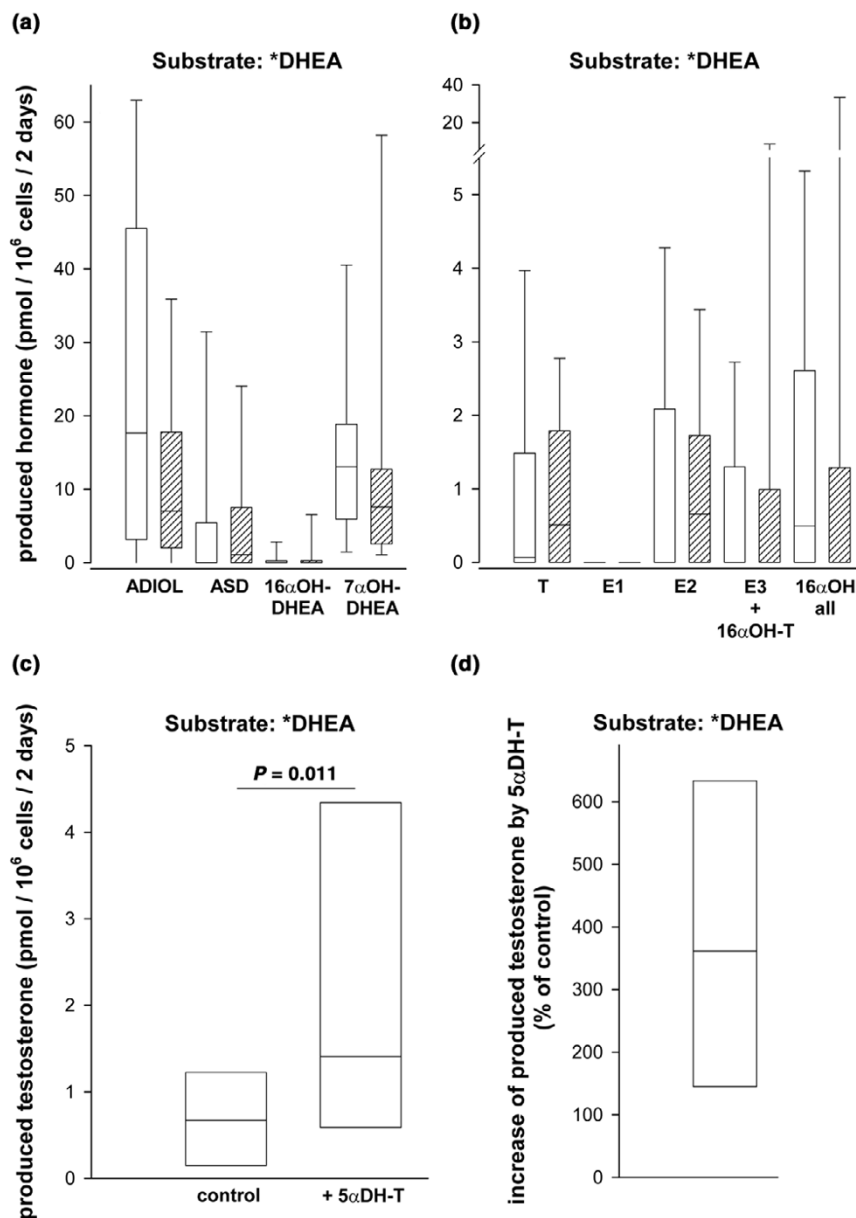 (a)
Substrate: *DHEA
produced hormone (pmol / 10⁶ cells / 2 days)
60
50
40
30
20
10
0
ADIOL ASD 16αOH- 7αOH-
DHEA DHEA
(b)
Substrate: *DHEA
40
20
5
4
3
2
1
0
T E1 E2 E3 16αOH
+ all
16αOH-T
(c)
Substrate: *DHEA
produced testosterone (pmol / 10⁶ cells / 2 days)
5
4
3
2
1
0
P = 0.011
control + 5αDH-T
(d)
Substrate: *DHEA
increase of produced testosterone by 5αDH-T
(% of control)
600
500
400
300
200
100
0